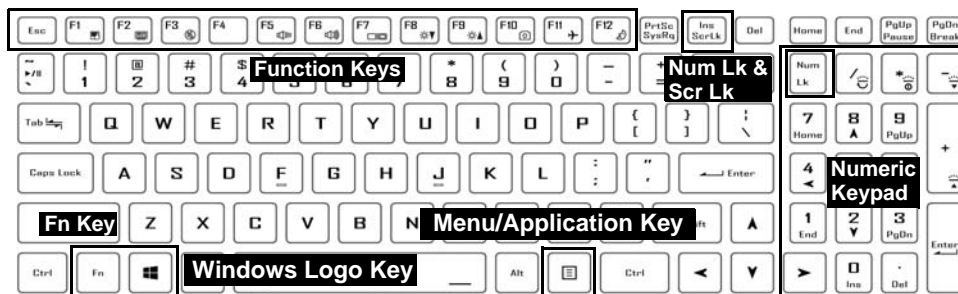 Esc F1 F2 F3 F4 F5 F6 F7 F8 F9 F10 F11 F12 PrtSc SysRq Ins ScrLk Del Home End PgUp Pause PgDn Break
~ ` ! 1 2 # 3 $ 4 Function Keys * 8 ( 9 ) 0 Num Lk & Scr Lk Num Lk / * -
Tab Q W E R T Y U I O P { [ } ] ¦ \ 7 Home 8 9 PgUp +
Caps Lock A S D F G H J K L : ; " ' Enter 4 Numeric Keypad
Fn Key Z X C V B N Menu/Application Key 1 End 2 3 PgDn Enter
Ctrl Fn Windows Logo Key Alt Ctrl 0 Ins . Del